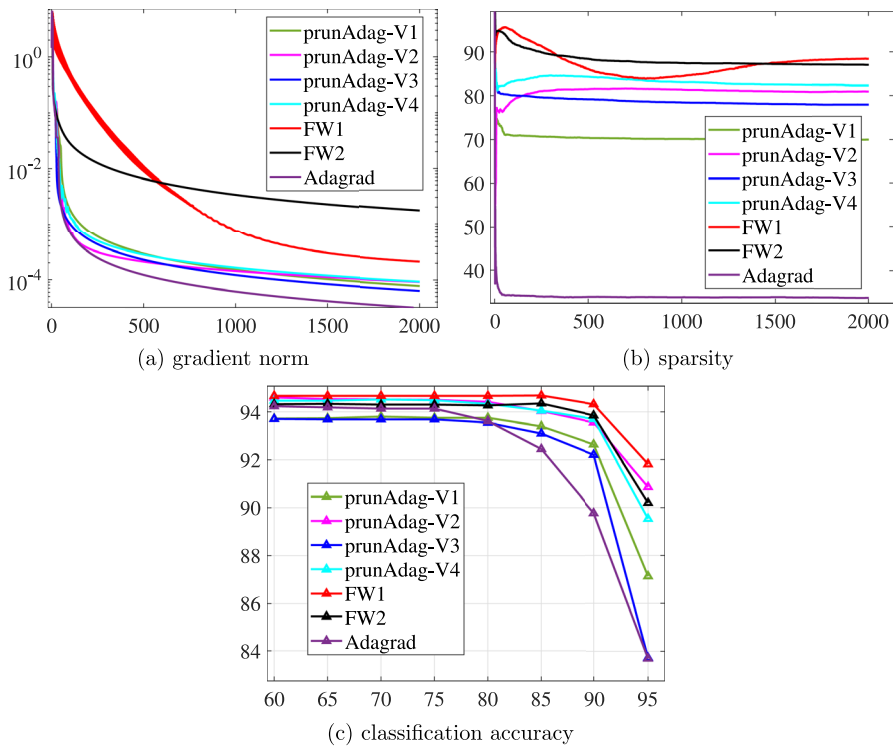 10^0
10^-2
10^-4
0
500
1000
1500
2000
prunAdag-V1
prunAdag-V2
prunAdag-V3
prunAdag-V4
FW1
FW2
Adagrad
(a) gradient norm
90
80
70
60
50
40
0
500
1000
1500
2000
prunAdag-V1
prunAdag-V2
prunAdag-V3
prunAdag-V4
FW1
FW2
Adagrad
(b) sparsity
94
92
90
88
86
84
60
65
70
75
80
85
90
95
prunAdag-V1
prunAdag-V2
prunAdag-V3
prunAdag-V4
FW1
FW2
Adagrad
(c) classification accuracy